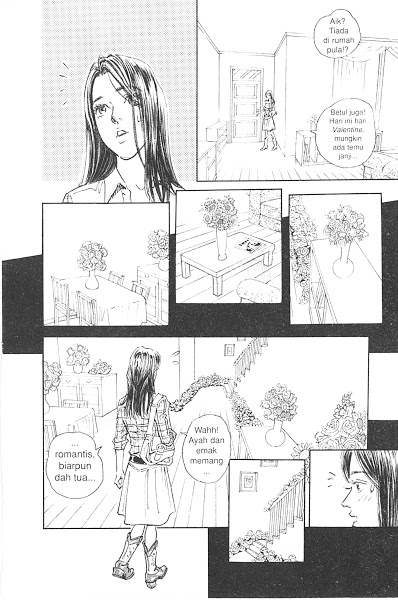 Aik?
Tiada
di rumah
pula!?
Betul juga!
Hari ini hari
Valentine,
mungkin
ada temu
janji...
Wahh!
Ayah dan
emak
memang
...
...
romantis,
biarpun
dah tua...